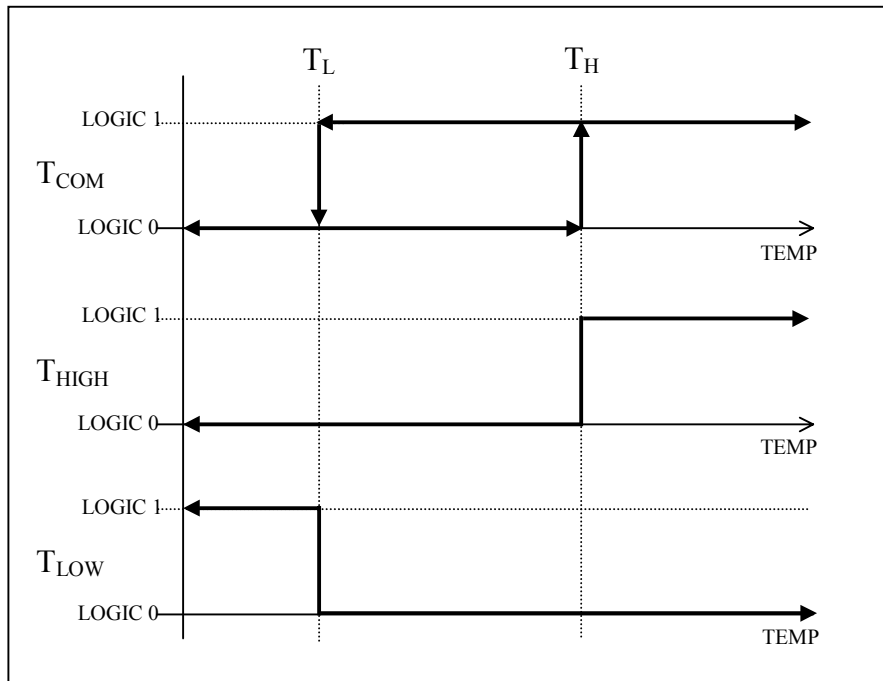 T_L T_H
LOGIC 1
T_COM
LOGIC 0
TEMP
LOGIC 1
T_HIGH
LOGIC 0
TEMP
LOGIC 1
T_LOW
LOGIC 0
TEMP